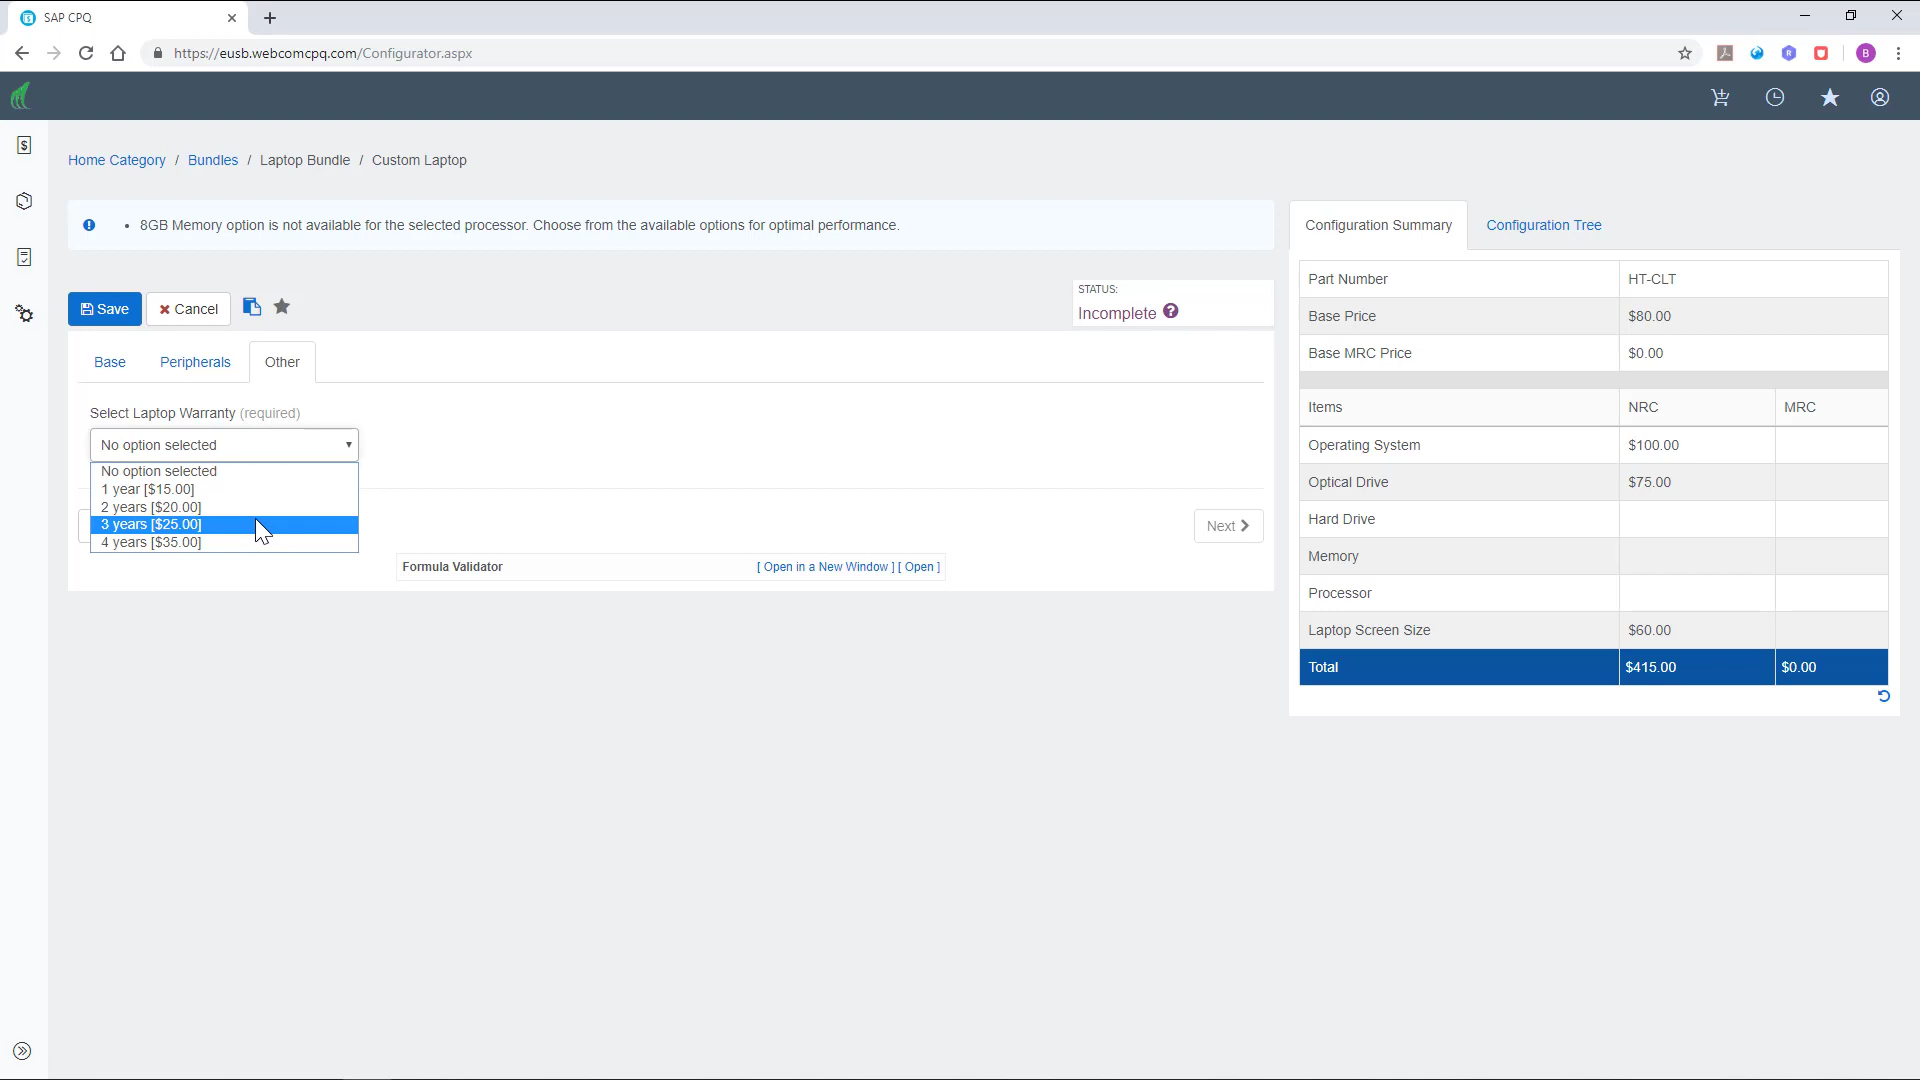 SAP CPQ
https://eusb.webcomcpq.com/Configurator.aspx
R
B
$
Home Category / Bundles / Laptop Bundle / Custom Laptop
• 8GB Memory option is not available for the selected processor. Choose from the available options for optimal performance.
Save
Cancel
STATUS:
Incomplete ?
Base
Peripherals
Other
Select Laptop Warranty (required)
No option selected
No option selected
1 year [$15.00]
2 years [$20.00]
3 years [$25.00]
4 years [$35.00]
Next
Formula Validator
[ Open in a New Window ] [ Open ]
Configuration Summary
Configuration Tree
Part Number HT-CLT
Base Price $80.00
Base MRC Price $0.00
Items NRC MRC
Operating System $100.00
Optical Drive $75.00
Hard Drive
Memory
Processor
Laptop Screen Size $60.00
Total $415.00 $0.00